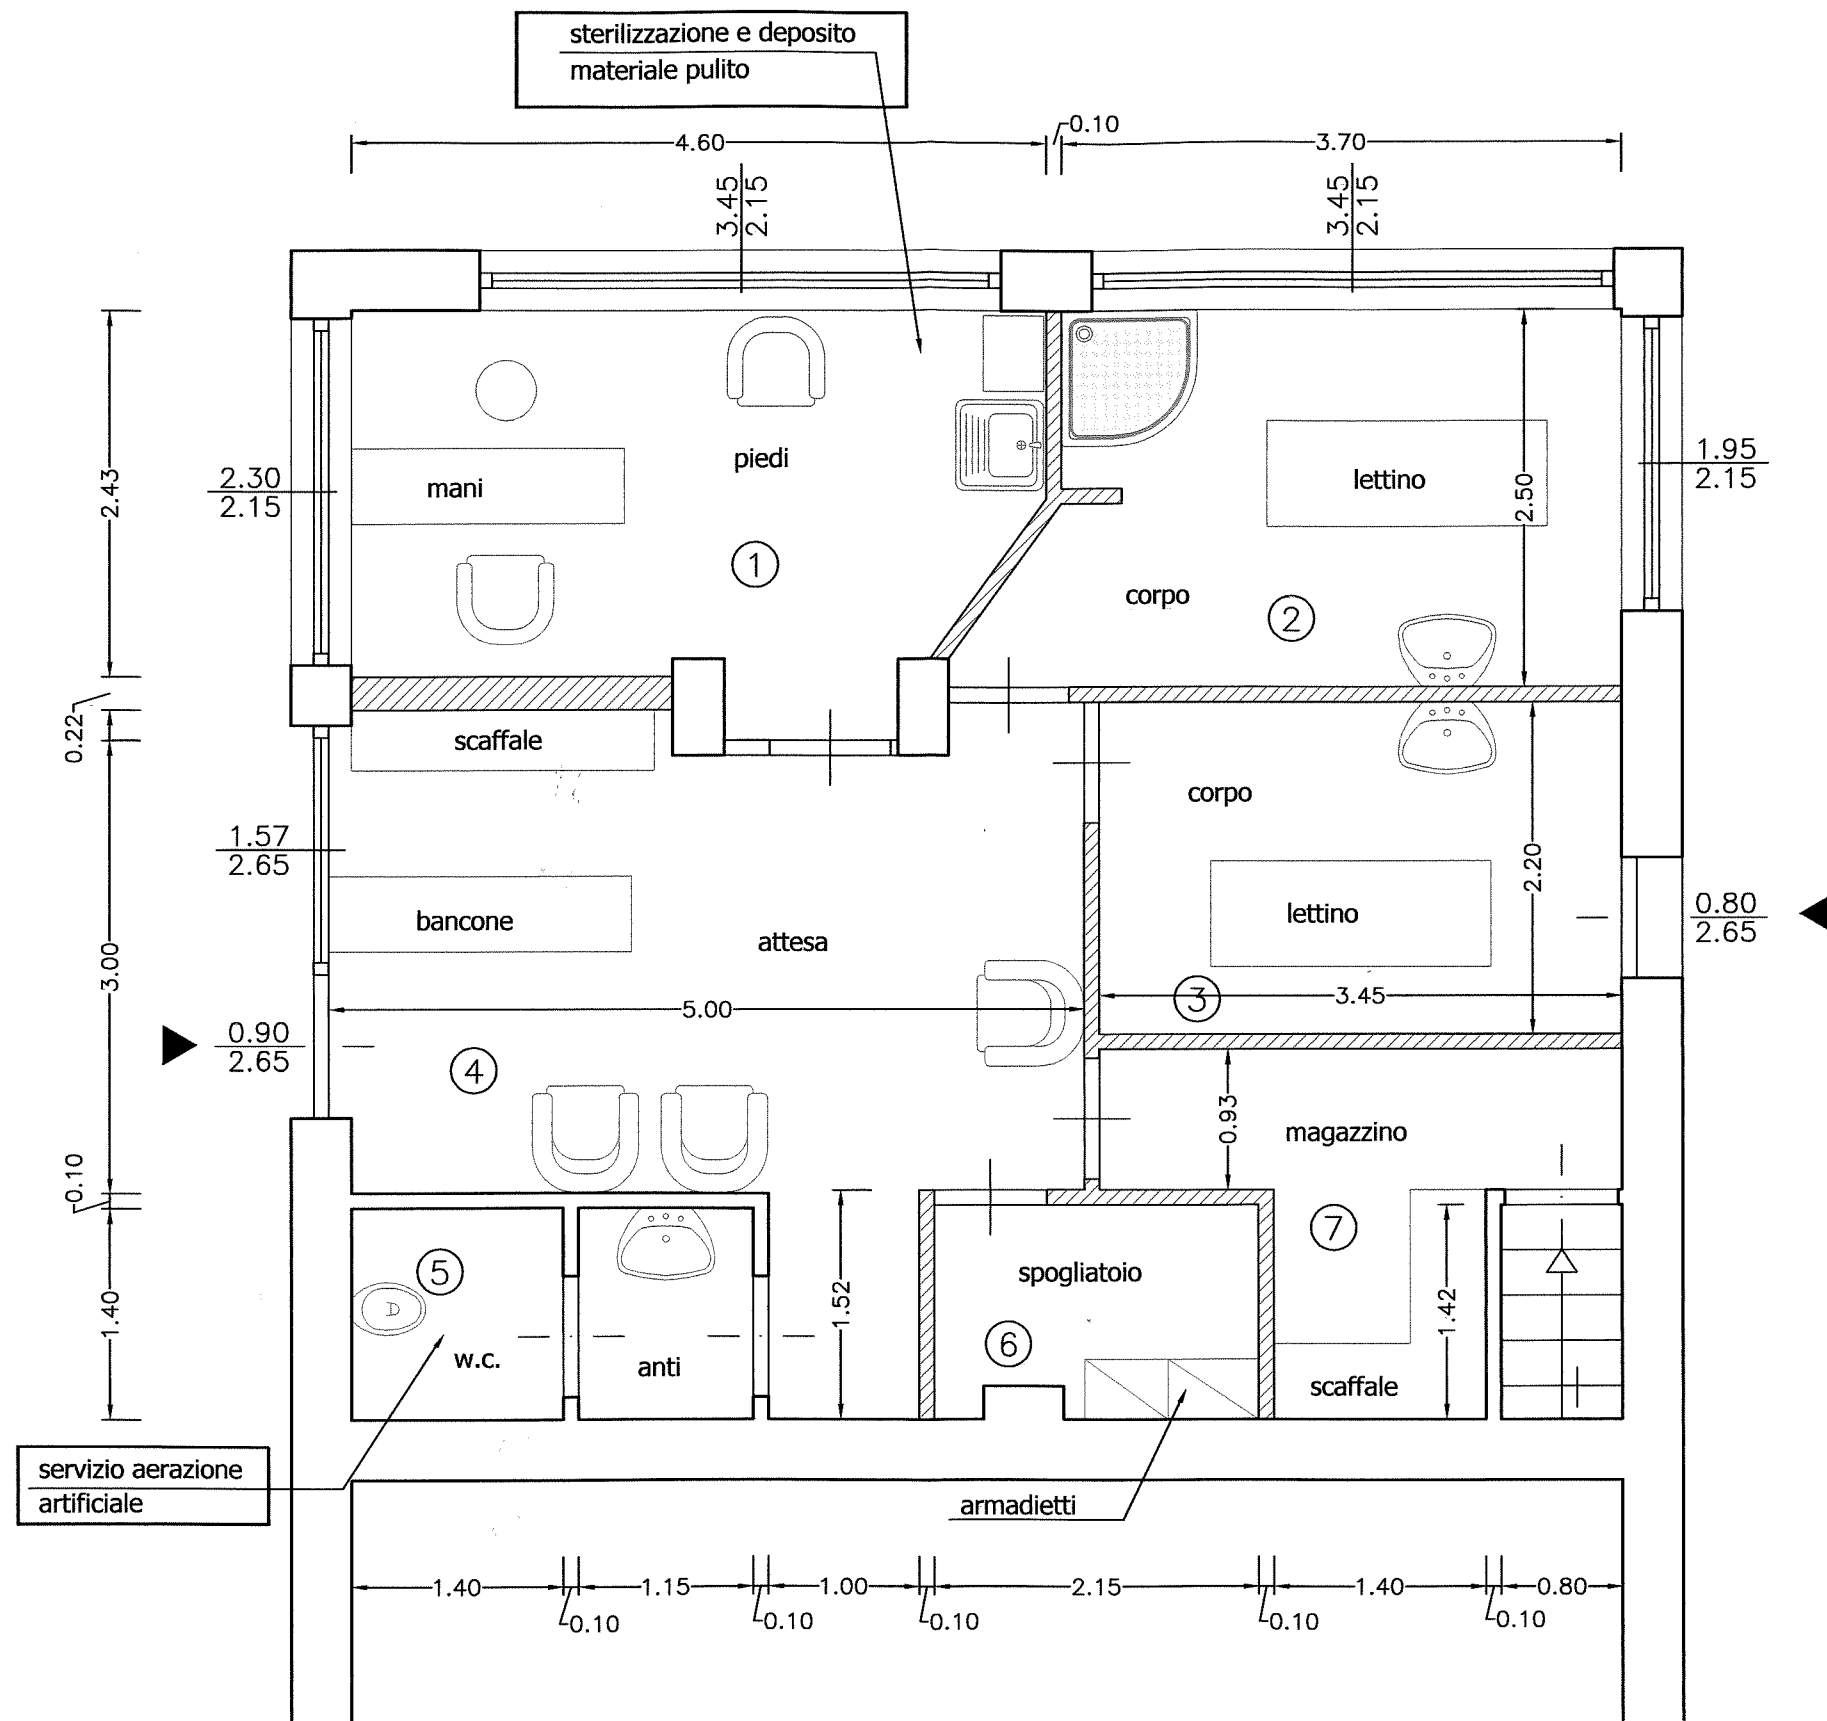 sterilizzazione e deposito
materiale pulito
4.60
0.10
3.70
3.45
2.15
3.45
2.15
2.43
2.30
2.15
mani
piedi
1
lettino
2.50
1.95
2.15
corpo
2
0.22
scaffale
corpo
1.57
2.65
bancone
attesa
2.20
lettino
0.80
2.65
3.00
5.00
3
3.45
0.90
2.65
4
0.93
magazzino
0.10
7
5
spogliatoio
1.40
1.52
1.42
6
w.c.
anti
scaffale
servizio aerazione
artificiale
armadietti
1.40
1.15
1.00
2.15
1.40
0.80
0.10
0.10
0.10
0.10
0.10